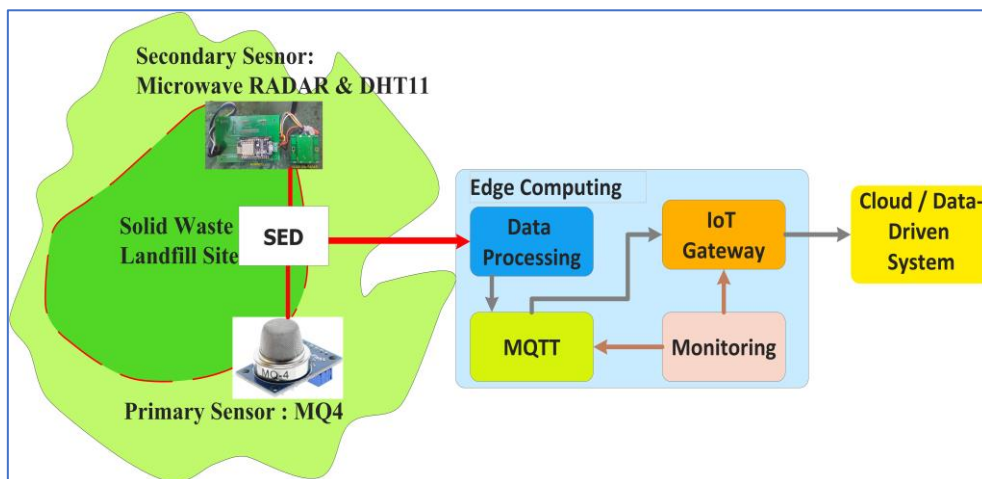 Secondary Sesnor:
Microwave RADAR & DHT11
Solid Waste
Landfill Site
SED
MQ-4
Primary Sensor : MQ4
Edge Computing
Data
Processing
MQTT
IoT
Gateway
Monitoring
Cloud / Data-
Driven
System